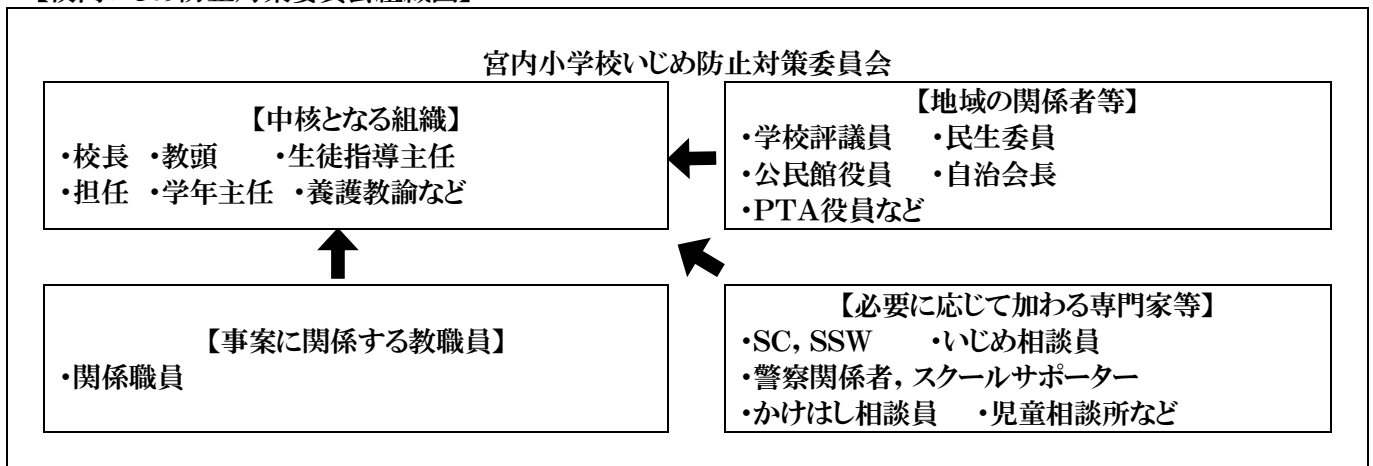 宮内小学校いじめ防止対策委員会
【中核となる組織】
・校長 ・教頭 ・生徒指導主任
・担任 ・学年主任 ・養護教諭など
【地域の関係者等】
・学校評議員 ・民生委員
・公民館役員 ・自治会長
・PTA役員など
【事案に関係する教職員】
・関係職員
【必要に応じて加わる専門家等】
・SC，SSW ・いじめ相談員
・警察関係者，スクールサポーター
・かけはし相談員 ・児童相談所など